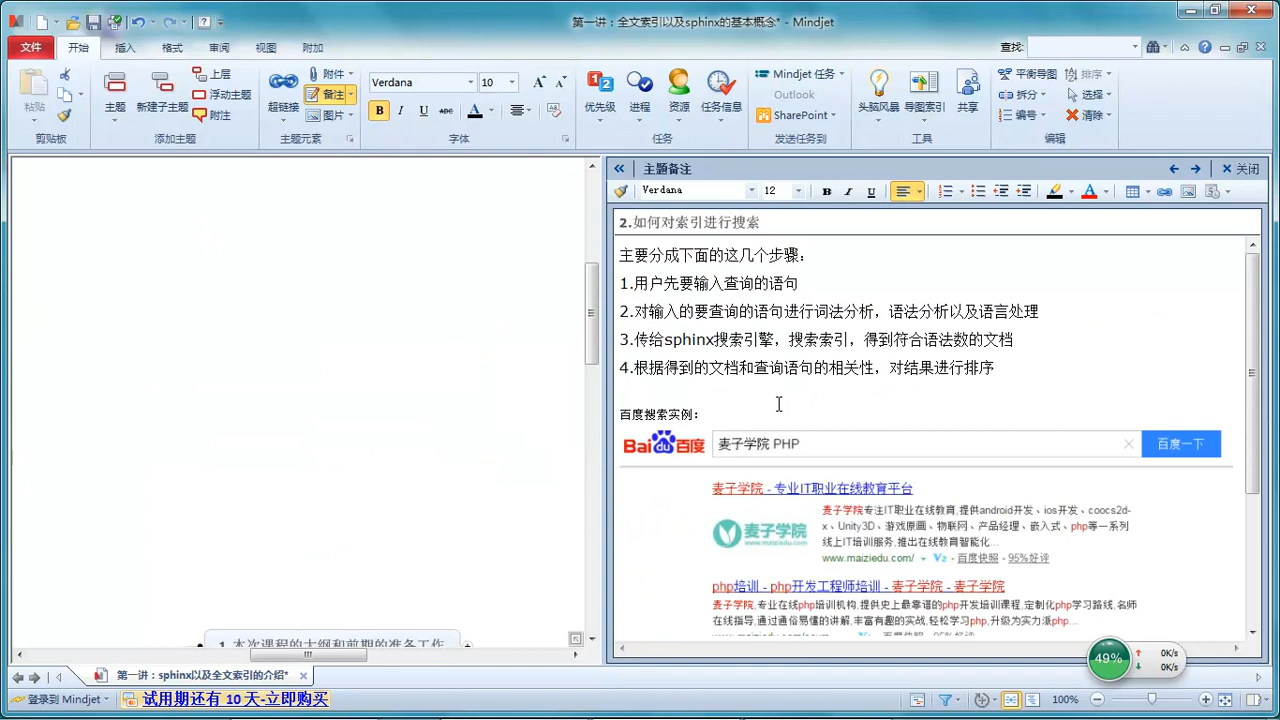 第一讲：全文索引以及sphinx的基本概念* - Mindjet
文件 开始 插入 格式 审阅 视图 附加 查找:
粘贴
剪贴板
主题 新建子主题 上层 浮动主题 附注
添加主题
超链接 附件 备注 图片
主题元素
Verdana 10
B I U abc A
字体
优先级 进程 资源 任务信息
任务
Mindjet 任务
Outlook
SharePoint
发送任务到
头脑风暴 导图索引 共享
工具
平衡导图 排序
拆分 选择
编号 清除
编辑
主题备注 关闭
Verdana 12 B I U
2.如何对索引进行搜索
主要分成下面的这几个步骤：
1.用户先要输入查询的语句
2.对输入的要查询的语句进行词法分析，语法分析以及语言处理
3.传给sphinx搜索引擎，搜索索引，得到符合语法数的文档
4.根据得到的文档和查询语句的相关性，对结果进行排序
百度搜索实例：
Bai du 百度 麦子学院 PHP 百度一下
麦子学院 - 专业IT职业在线教育平台
麦子学院专注IT职业在线教育,提供android开发、ios开发、coocs2d-
x、Unity3D、游戏原画、物联网、产品经理、嵌入式、php等一系列
线上IT培训服务,推出在线教育智能化...
麦子学院
www.maiziedu.com
www.maiziedu.com/ V2 - 百度快照 - 95%好评
php培训 - php开发工程师培训 - 麦子学院 - 麦子学院
麦子学院,专业在线php培训机构,提供史上最靠谱的php开发培训课程,定制化php学习路线,名师
在线指导,通过通俗易懂的讲解,丰富有趣的实战,轻松学习php,升级为实力派php...
1.本次课程的大纲和前期的准备工作
49% 0K/s
0K/s
第一讲：sphinx以及全文索引的介绍*
登录到 Mindjet 试用期还有 10 天-立即购买 100%